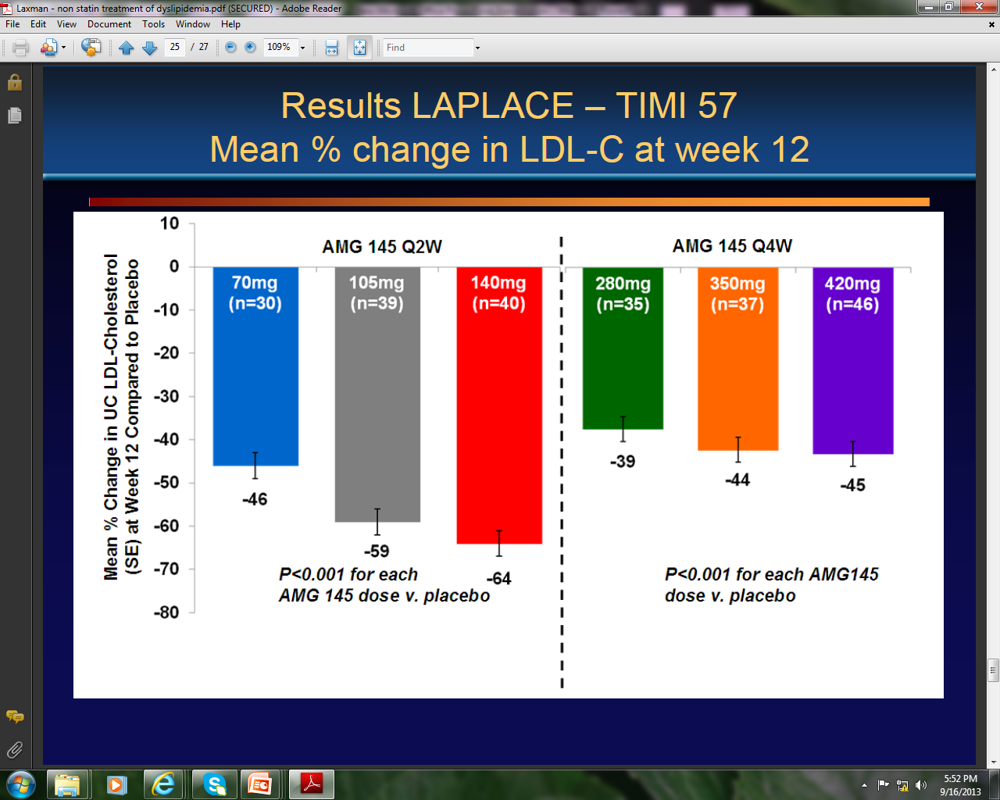 Laxman - non statin treatment of dyslipidemia.pdf (SECURED) - Adobe Reader
File Edit View Document Tools Window Help
25 / 27 109% Find
Results LAPLACE – TIMI 57
Mean % change in LDL-C at week 12
Mean % Change in UC LDL-Cholesterol
(SE) at Week 12 Compared to Placebo
10
0
-10
-20
-30
-40
-50
-60
-70
-80
AMG 145 Q2W
70mg
(n=30)
105mg
(n=39)
140mg
(n=40)
-46
-59
-64
P<0.001 for each
AMG 145 dose v. placebo
AMG 145 Q4W
280mg
(n=35)
350mg
(n=37)
420mg
(n=46)
-39
-44
-45
P<0.001 for each AMG145
dose v. placebo
5:52 PM
9/16/2013